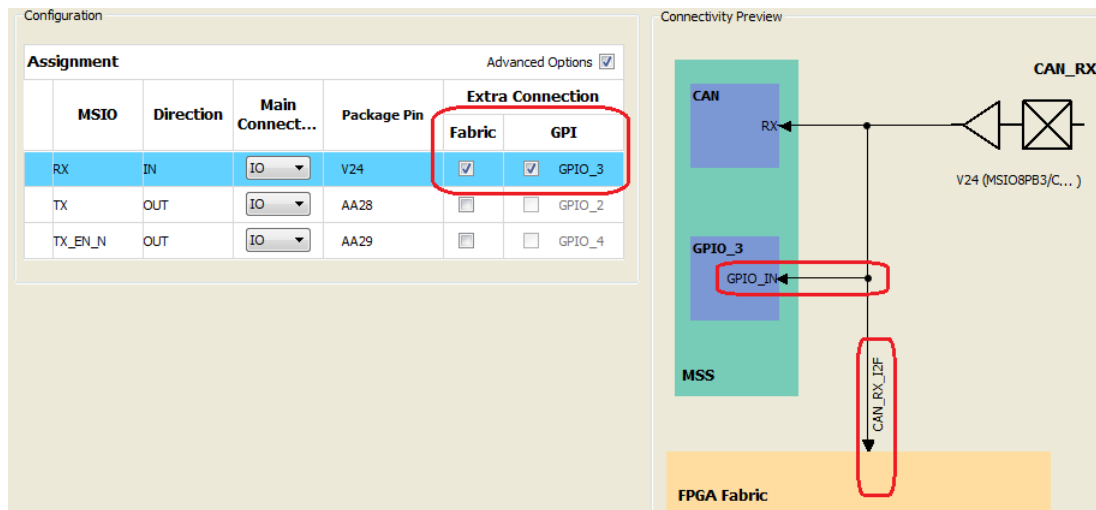 Configuration
Assignment Advanced Options
MSIO Direction Main Connect... Package Pin Extra Connection
Fabric GPI
RX IN IO V24 GPIO_3
TX OUT IO AA28 GPIO_2
TX_EN_N OUT IO AA29 GPIO_4
Connectivity Preview
CAN_RX
CAN
RX
V24 (MSIO8PB3/C... )
GPIO_3
GPIO_IN
MSS
CAN_RX_I2F
FPGA Fabric